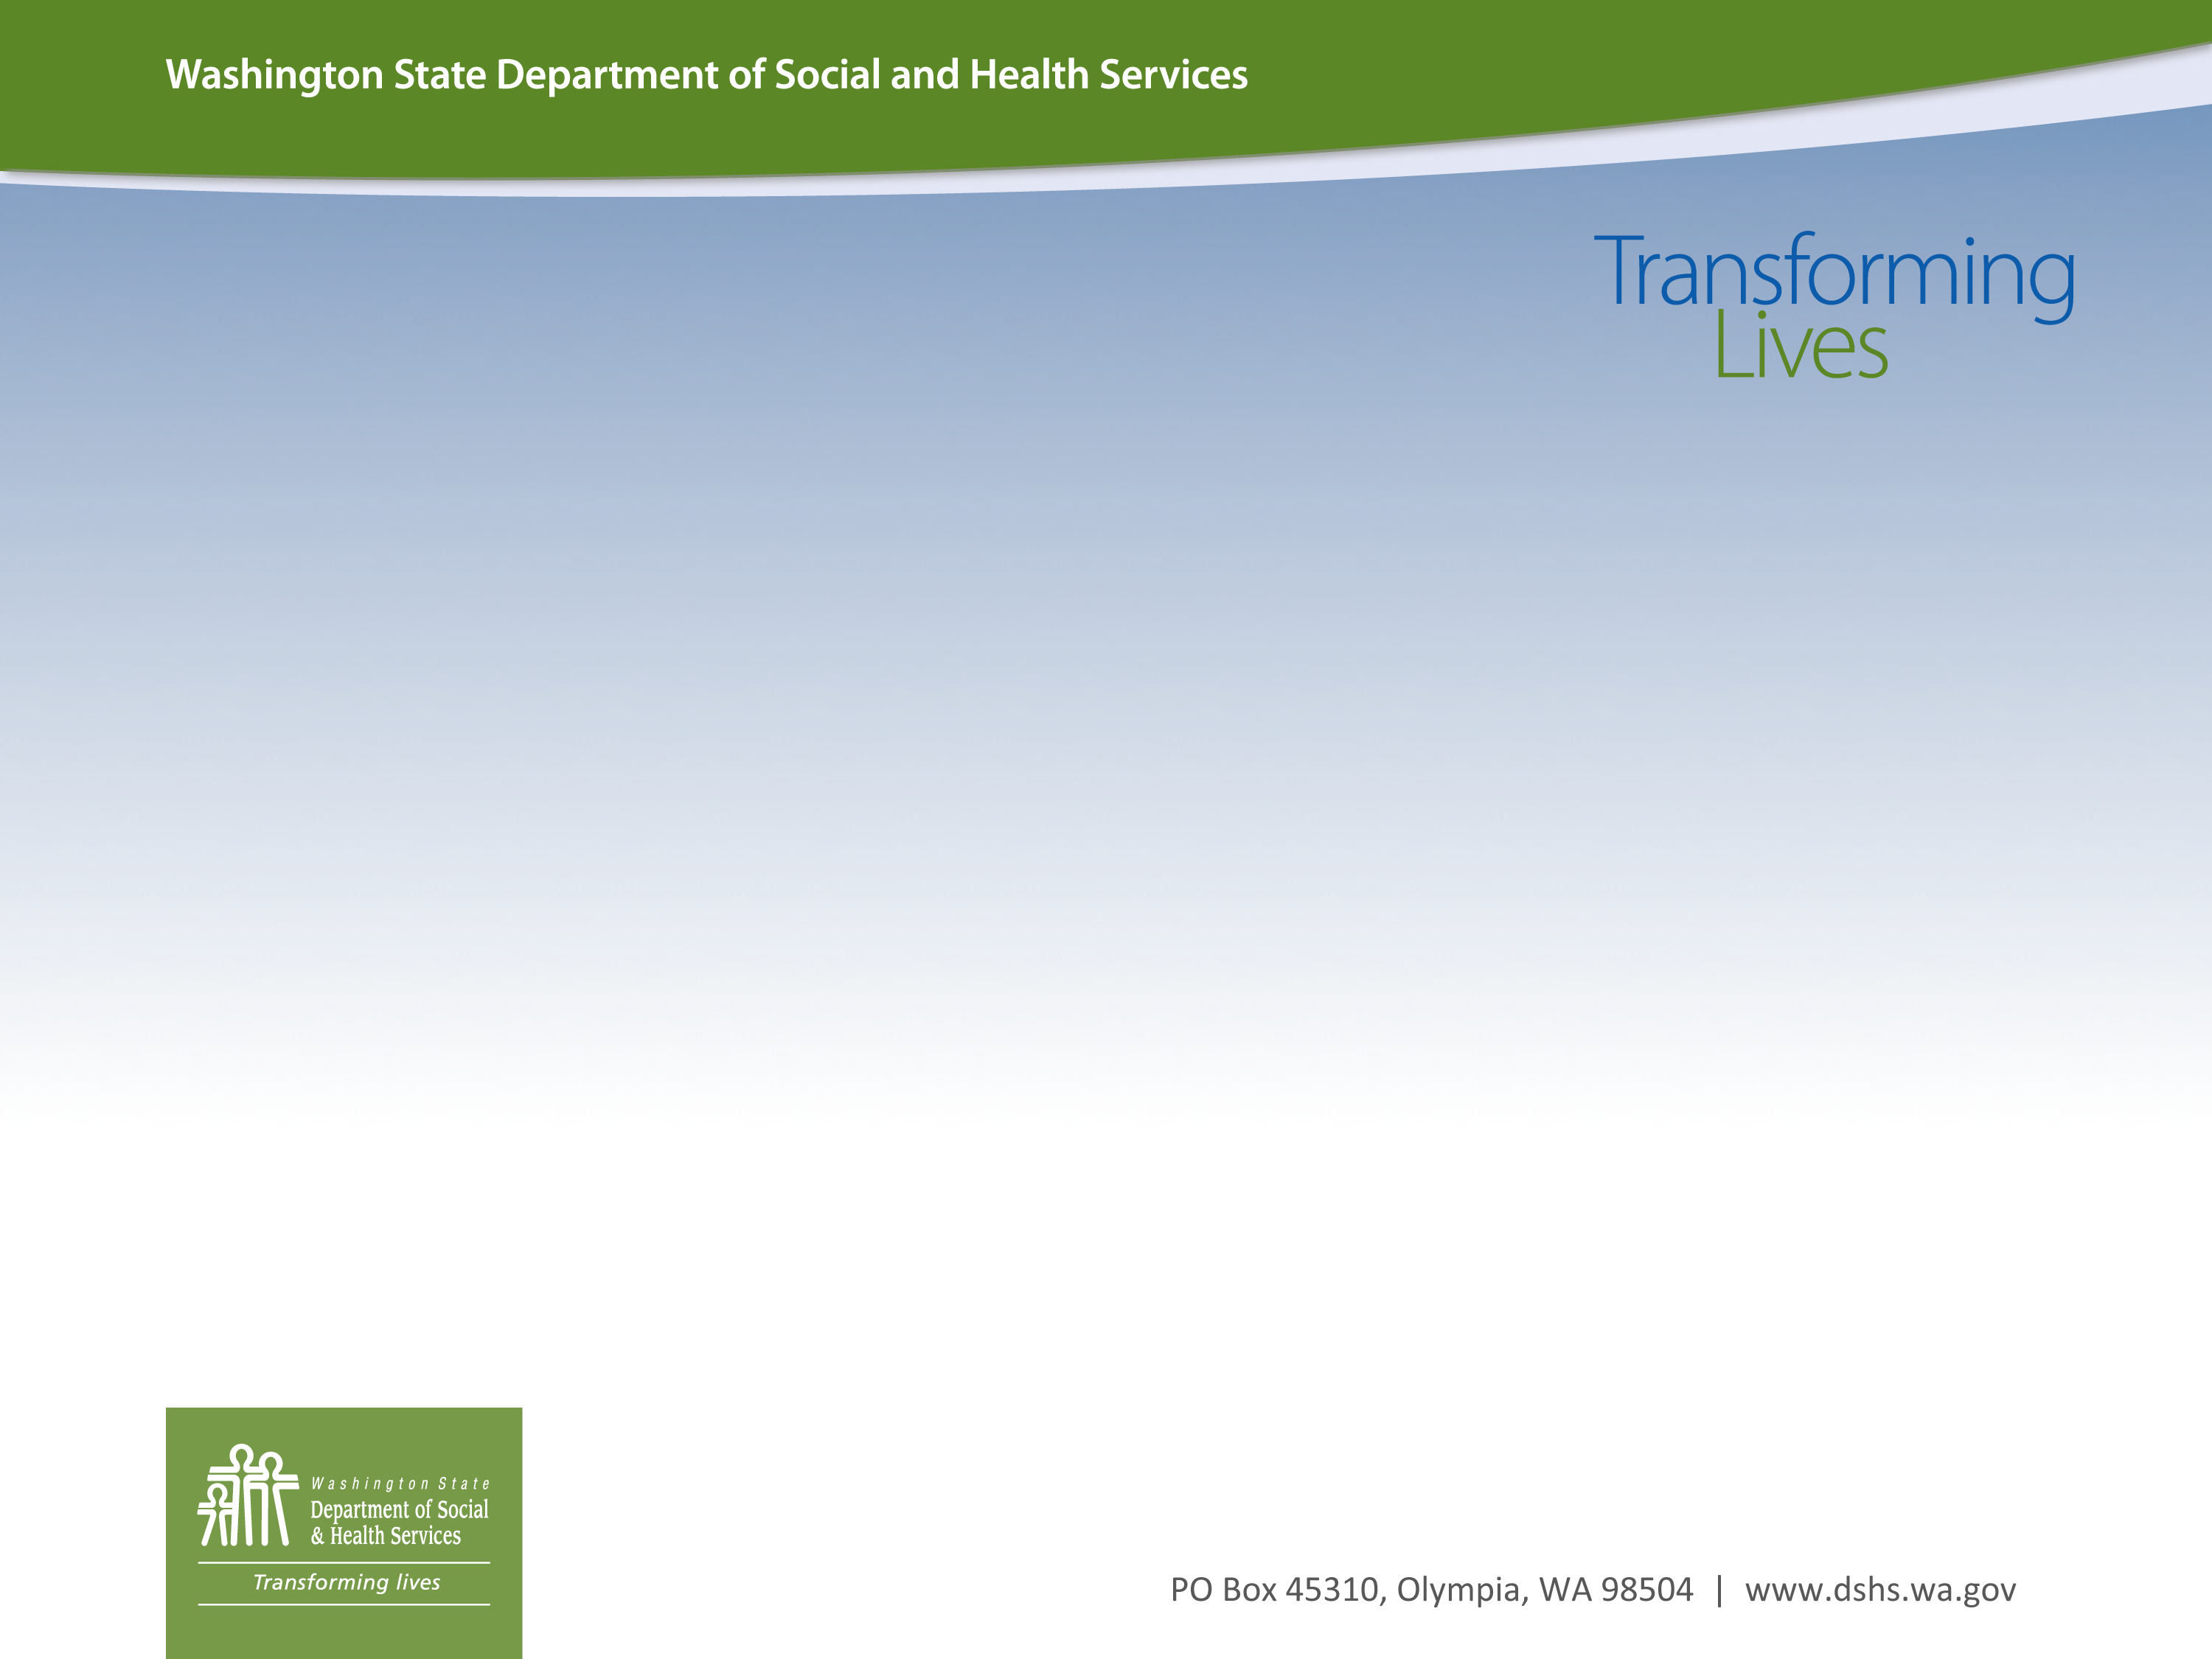 Washington State Department of Social and Health Services
Transforming
Lives
Washington State
Department of Social
& Health Services
Transforming lives
PO Box 45310, Olympia, WA 98504 | www.dshs.wa.gov